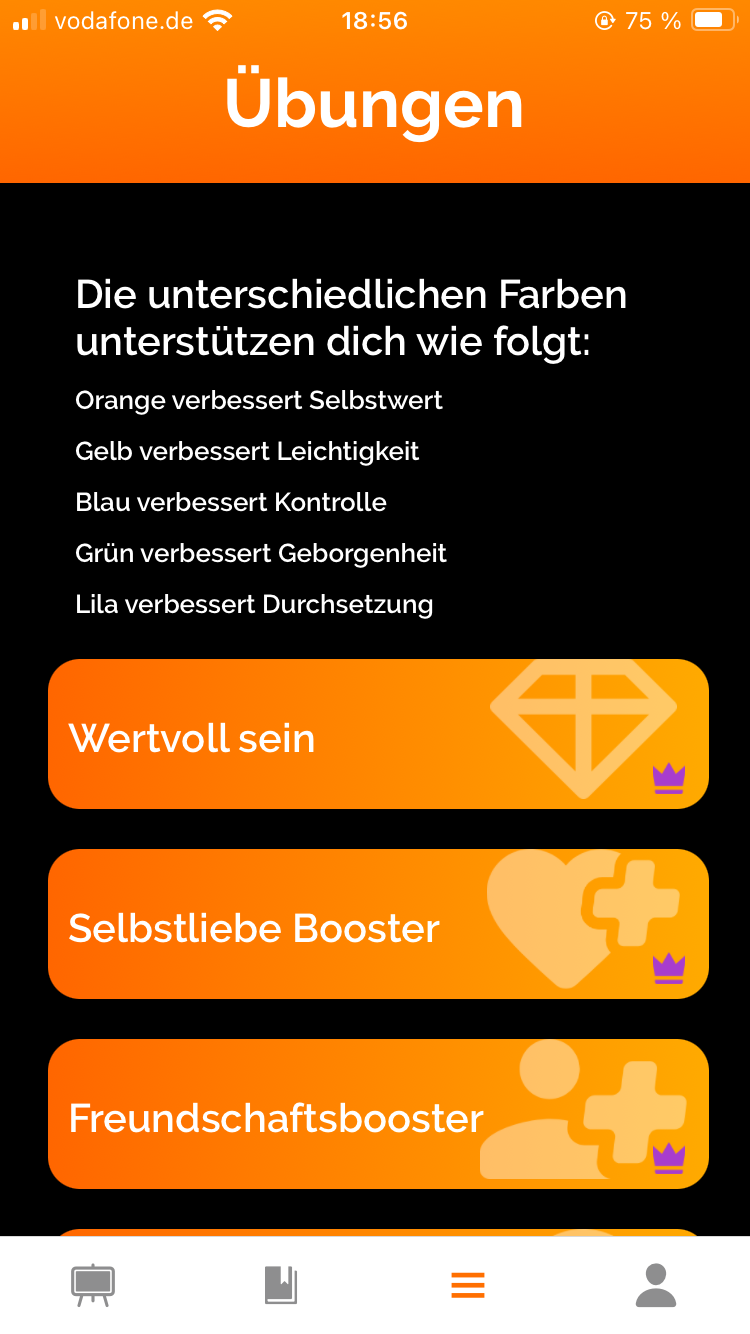 vodafone.de 18:56 75 %
Übungen
Die unterschiedlichen Farben
unterstützen dich wie folgt:
Orange verbessert Selbstwert
Gelb verbessert Leichtigkeit
Blau verbessert Kontrolle
Grün verbessert Geborgenheit
Lila verbessert Durchsetzung
Wertvoll sein
Selbstliebe Booster
Freundschaftsbooster